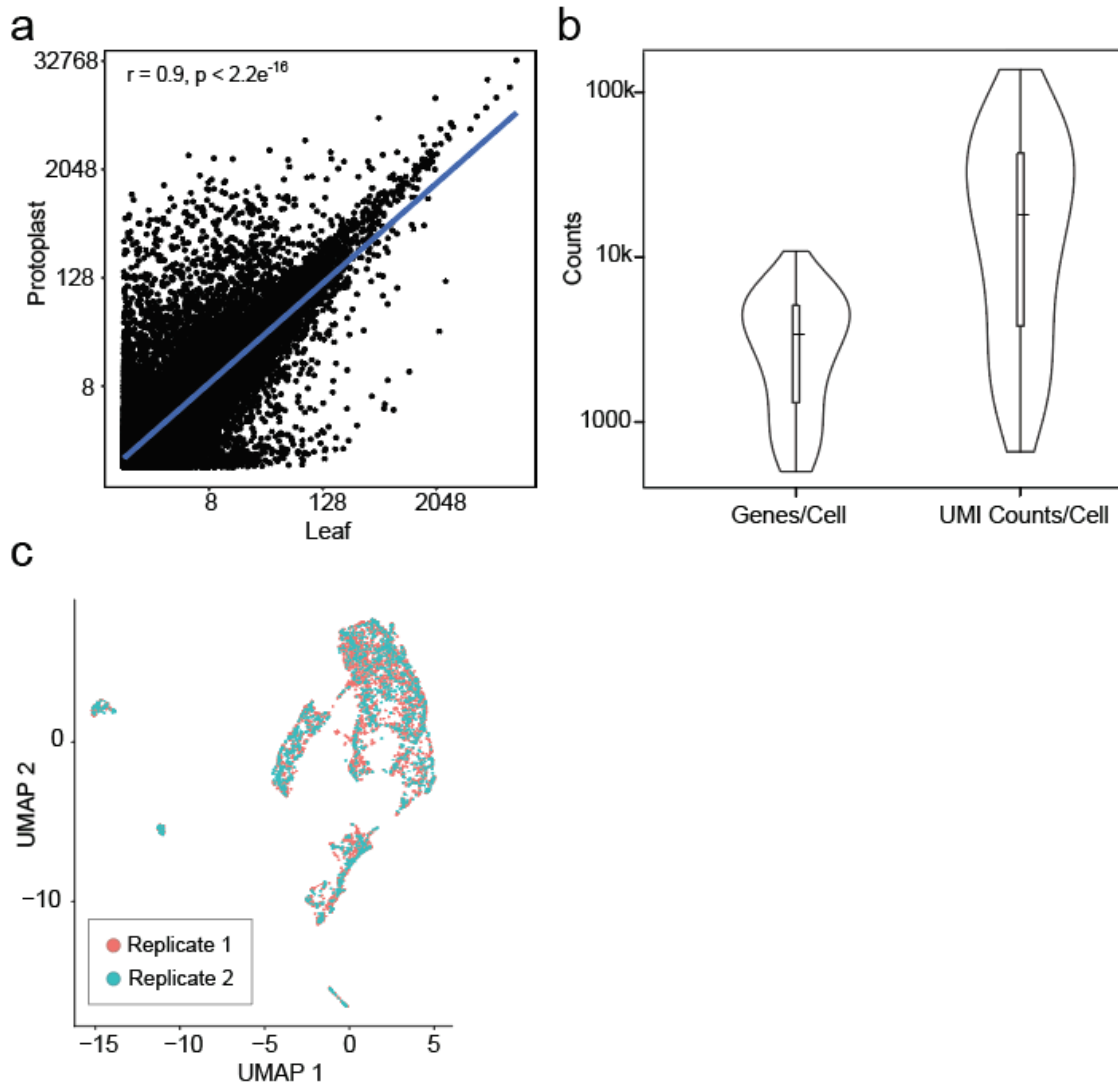 a
r = 0.9, p < 2.2e-16
32768
2048
128
8
Protoplast
8
128
2048
Leaf
b
100k
10k
1000
Counts
Genes/Cell
UMI Counts/Cell
c
0
−10
UMAP 2
Replicate 1
Replicate 2
−15
−10
−5
0
5
UMAP 1